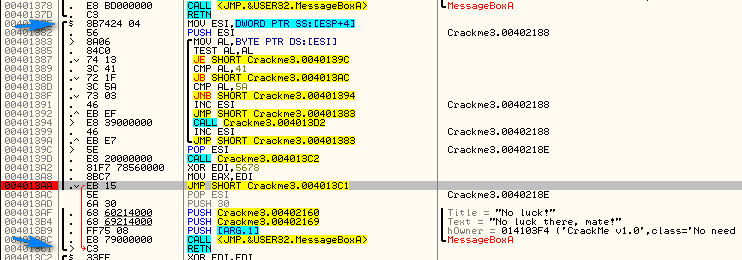 00401378 . E8 BD000000 CALL <JMP.&USER32.MessageBoxA> MessageBoxA
0040137D . C3 RETN
0040137E $ 8B7424 04 MOV ESI,DWORD PTR SS:[ESP+4]
00401382 . 56 PUSH ESI Crackme3.00402188
00401383 > 8A06 MOV AL,BYTE PTR DS:[ESI]
00401385 . 84C0 TEST AL,AL
00401387 . 74 13 JE SHORT Crackme3.0040139C
00401389 . 3C 41 CMP AL,41
0040138B . 72 1F JB SHORT Crackme3.004013AC
0040138D . 3C 5A CMP AL,5A
0040138F . 73 03 JNB SHORT Crackme3.00401394
00401391 . 46 INC ESI Crackme3.00402188
00401392 .^ EB EF JMP SHORT Crackme3.00401383
00401394 > E8 39000000 CALL Crackme3.004013D2
00401399 . 46 INC ESI Crackme3.00402188
0040139A .^ EB E7 JMP SHORT Crackme3.00401383
0040139C > 5E POP ESI Crackme3.0040218E
0040139D . E8 20000000 CALL Crackme3.004013C2
004013A2 . 81F7 78560000 XOR EDI,5678
004013A8 . 8BC7 MOV EAX,EDI
004013AA . EB 15 JMP SHORT Crackme3.004013C1
004013AC 5E POP ESI Crackme3.0040218E
004013AD 6A 30 PUSH 30
004013AF . 68 60214000 PUSH Crackme3.00402160 Title = "No luck!"
004013B4 . 68 69214000 PUSH Crackme3.00402169 Text = "No luck there, mate!"
004013B9 . FF75 08 PUSH [ARG.1] hOwner = 014103F4 ('CrackMe v1.0',class='No need
004013BC . E8 79000000 CALL <JMP.&USER32.MessageBoxA> MessageBoxA
004013C1 > C3 RETN
004013C2 $ 33FF XOR EDI,EDI